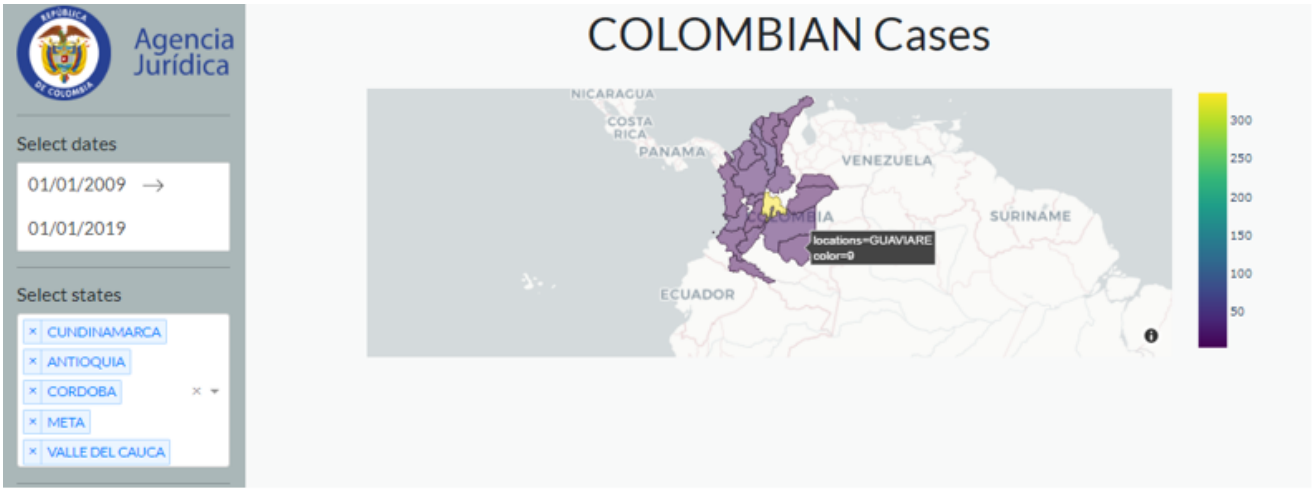 REPÚBLICA
DE COLOMBIA
Agencia
Jurídica
Select dates
01/01/2009 →
01/01/2019
Select states
× CUNDINAMARCA
× ANTIOQUIA
× CORDOBA × ▾
× META
× VALLE DEL CAUCA
COLOMBIAN Cases
NICARAGUA
COSTA
RICA
PANAMA
VENEZUELA
COLOMBIA
SURINAME
locations=GUAVIARE
color=9
ECUADOR
i
300
250
200
150
100
50